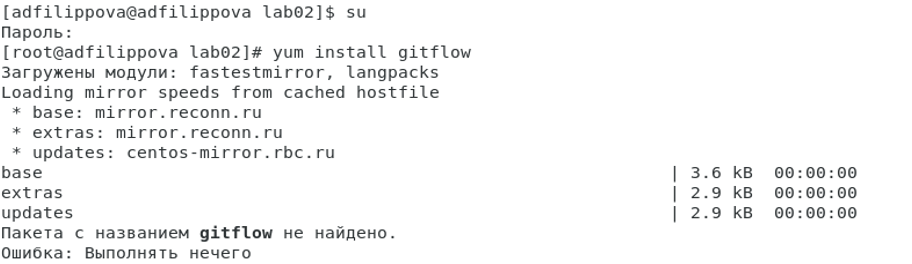 [adfilippova@adfilippova lab02]$ su
Пароль:
[root@adfilippova lab02]# yum install gitflow
Загружены модули: fastestmirror, langpacks
Loading mirror speeds from cached hostfile
 * base: mirror.reconn.ru
 * extras: mirror.reconn.ru
 * updates: centos-mirror.rbc.ru
base | 3.6 kB 00:00:00
extras | 2.9 kB 00:00:00
updates | 2.9 kB 00:00:00
Пакета с названием gitflow не найдено.
Ошибка: Выполнять нечего